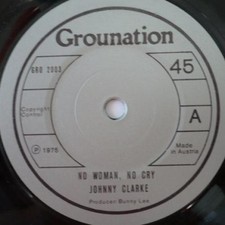 Grounation
GRO 2003
45
Copyright
Control
A
Ⓟ 1975
Made in
Austria
NO WOMAN, NO CRY
JOHNNY CLARKE
Producer: Bunny Lee